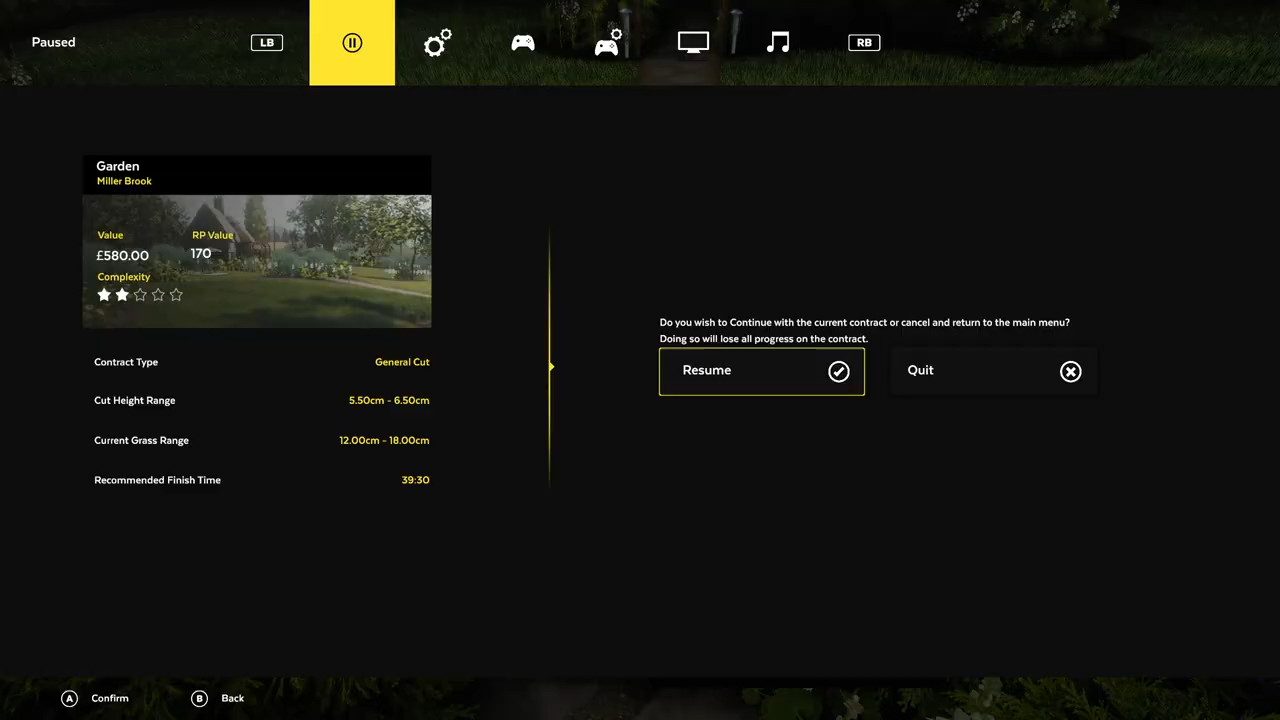 Paused
LB
RB
Garden
Miller Brook
Value
RP Value
£580.00
170
Complexity
Contract Type
General Cut
Cut Height Range
5.50cm - 6.50cm
Current Grass Range
12.00cm - 18.00cm
Recommended Finish Time
39:30
Do you wish to Continue with the current contract or cancel and return to the main menu?
Doing so will lose all progress on the contract.
Resume
Quit
A Confirm
B Back